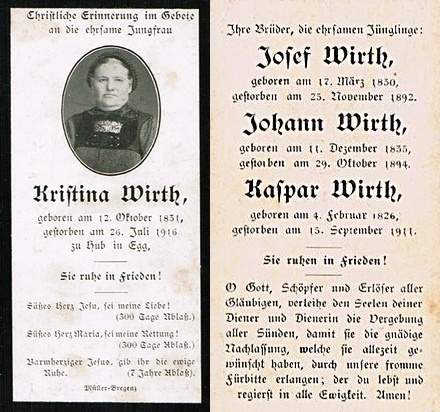 Christliche Erinnerung im Gebete
an die ehrsame Jungfrau
Kristina Wirth,
geboren am 12. Oktober 1831,
gestorben am 26. Juli 1916
zu Hub in Egg,
Sie ruhe in Frieden!
Süßes Herz Jesu, sei meine Liebe!
(300 Tage Ablaß.)
Süßes Herz Maria, sei meine Rettung!
(300 Tage Ablaß.)
Barmherziger Jesus, gib ihr die ewige
Ruhe. (7 Jahre Ablaß.)
Müller-Bregenz
Ihre Brüder, die ehrsamen Jünglinge:
Josef Wirth,
geboren am 17. März 1830,
gestorben am 25. November 1892.
Johann Wirth,
geboren am 11. Dezember 1835,
gestorben am 29. Oktober 1894.
Kaspar Wirth,
geboren am 4. Februar 1826,
gestorben am 15. September 1911.
Sie ruhen in Frieden!
O Gott, Schöpfer und Erlöser aller
Gläubigen, verleihe den Seelen deiner
Diener und Dienerin die Vergebung
aller Sünden, damit sie die gnädige
Nachlassung, welche sie allezeit ge-
wünscht haben, durch unsere fromme
Fürbitte erlangen; der du lebst und
regierst in alle Ewigkeit. Amen!